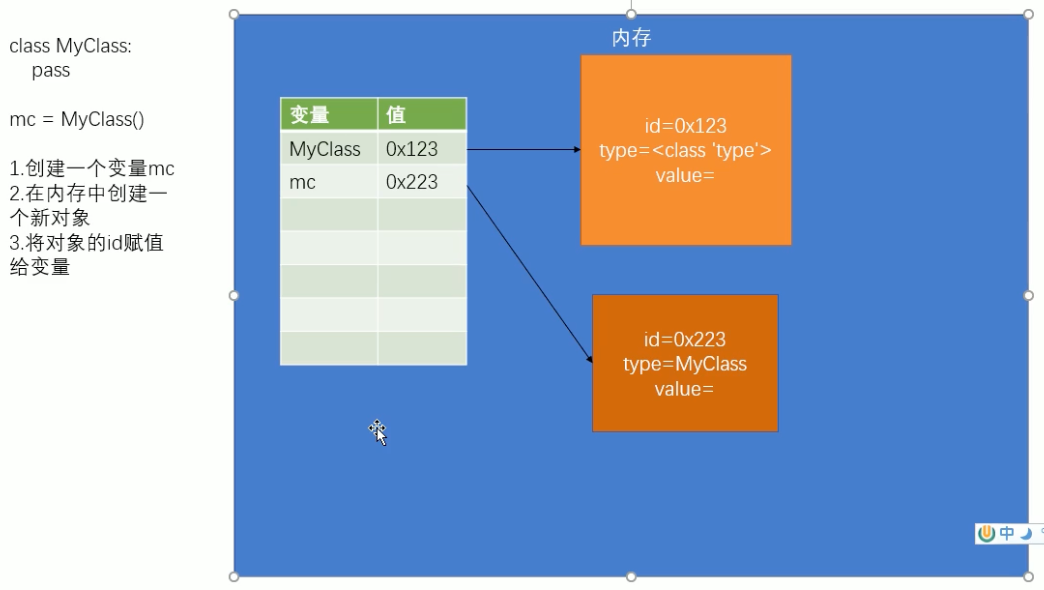 class MyClass:
pass
mc = MyClass()
1.创建一个变量mc
2.在内存中创建一
个新对象
3.将对象的id赋值
给变量
内存
变量 值
MyClass 0x123
mc 0x223
id=0x123
type=<class 'type'>
value=
id=0x223
type=MyClass
value=
中